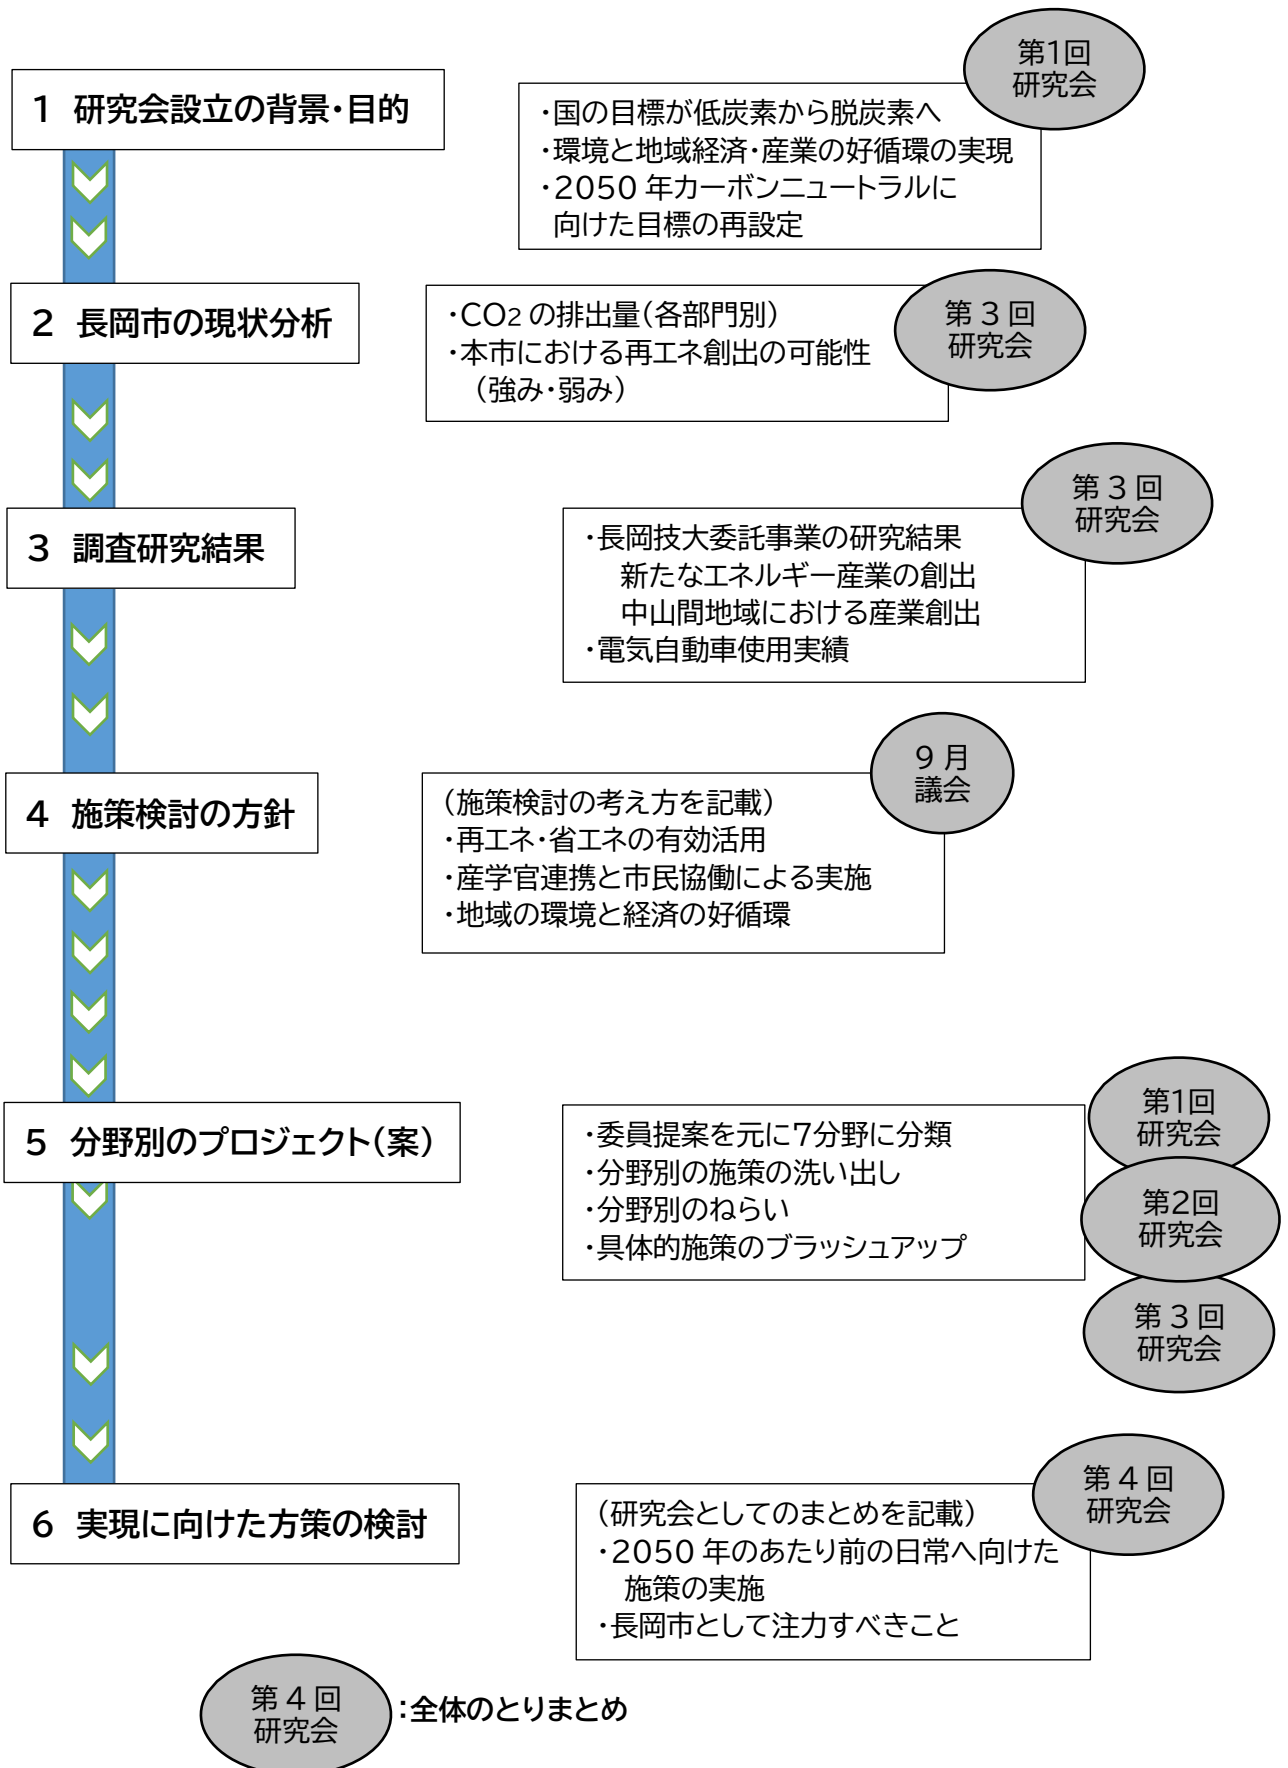 第1回
研究会
1 研究会設立の背景・目的
・国の目標が低炭素から脱炭素へ
・環境と地域経済・産業の好循環の実現
・2050 年カーボンニュートラルに
向けた目標の再設定
2 長岡市の現状分析
・CO2 の排出量（各部門別）
・本市における再エネ創出の可能性
（強み・弱み）
第 3 回
研究会
3 調査研究結果
・長岡技大委託事業の研究結果
新たなエネルギー産業の創出
中山間地域における産業創出
・電気自動車使用実績
第 3 回
研究会
4 施策検討の方針
（施策検討の考え方を記載）
・再エネ・省エネの有効活用
・産学官連携と市民協働による実施
・地域の環境と経済の好循環
9 月
議会
5 分野別のプロジェクト（案）
・委員提案を元に7分野に分類
・分野別の施策の洗い出し
・分野別のねらい
・具体的施策のブラッシュアップ
第1回
研究会
第2回
研究会
第 3 回
研究会
6 実現に向けた方策の検討
（研究会としてのまとめを記載）
・2050 年のあたり前の日常へ向けた
施策の実施
・長岡市として注力すべきこと
第 4 回
研究会
第 4 回
研究会
：全体のとりまとめ